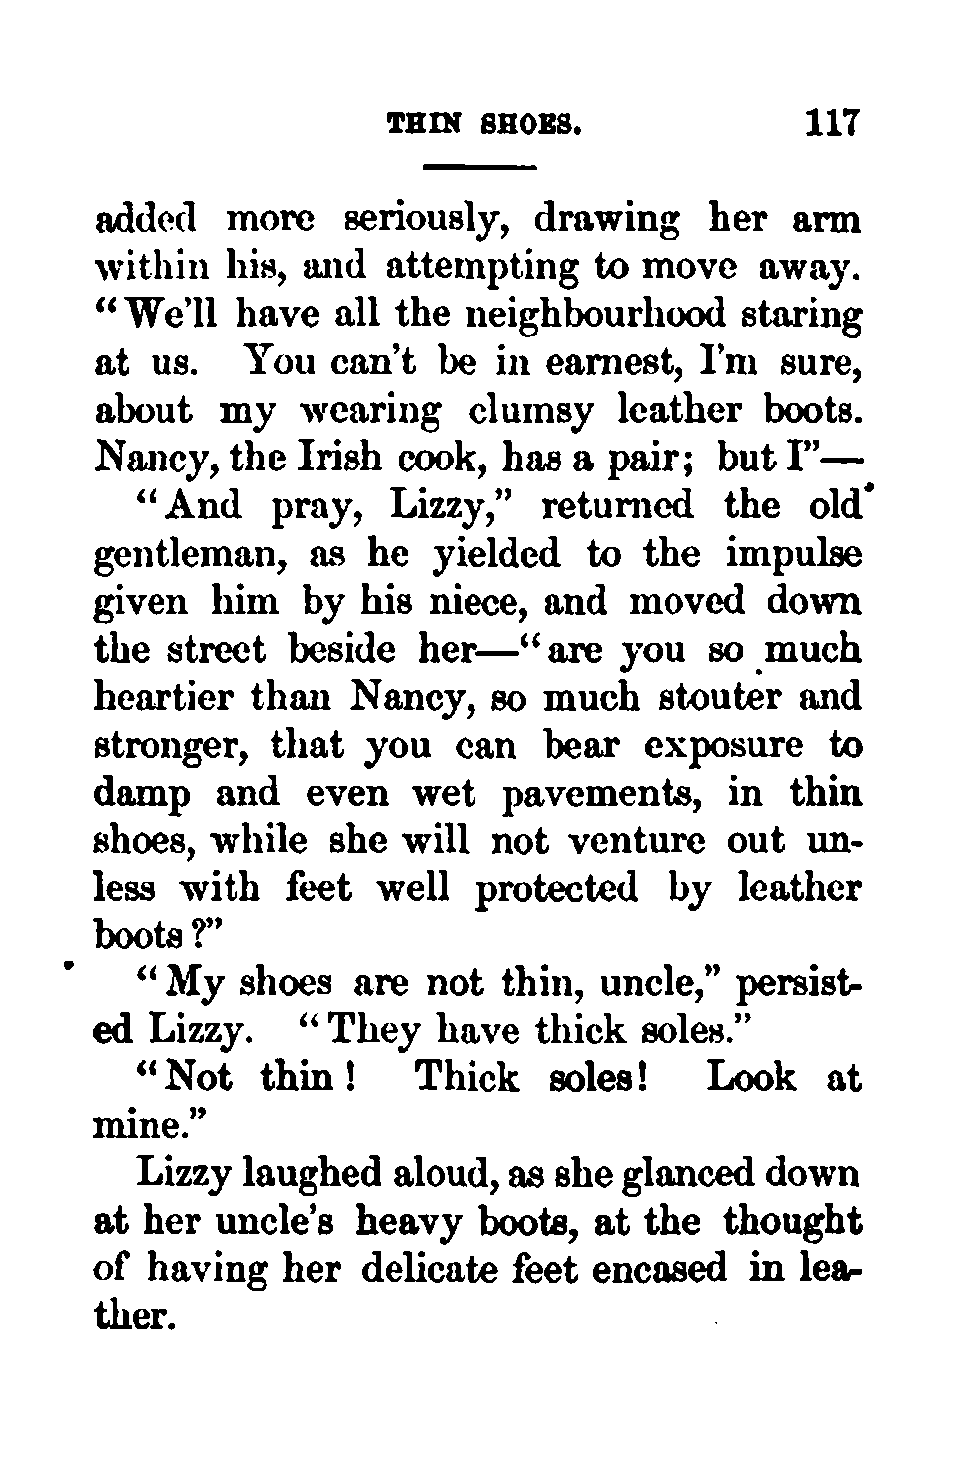 THIN SHOES. 117
added more seriously, drawing her arm
within his, and attempting to move away.
“We’ll have all the neighbourhood staring
at us. You can’t be in earnest, I’m sure,
about my wearing clumsy leather boots.
Nancy, the Irish cook, has a pair; but I”—
“And pray, Lizzy,” returned the old
gentleman, as he yielded to the impulse
given him by his niece, and moved down
the street beside her—“are you so much
heartier than Nancy, so much stouter and
stronger, that you can bear exposure to
damp and even wet pavements, in thin
shoes, while she will not venture out un-
less with feet well protected by leather
boots?”
“My shoes are not thin, uncle,” persist-
ed Lizzy. “They have thick soles.”
“Not thin! Thick soles! Look at
mine.”
Lizzy laughed aloud, as she glanced down
at her uncle’s heavy boots, at the thought
of having her delicate feet encased in lea-
ther.